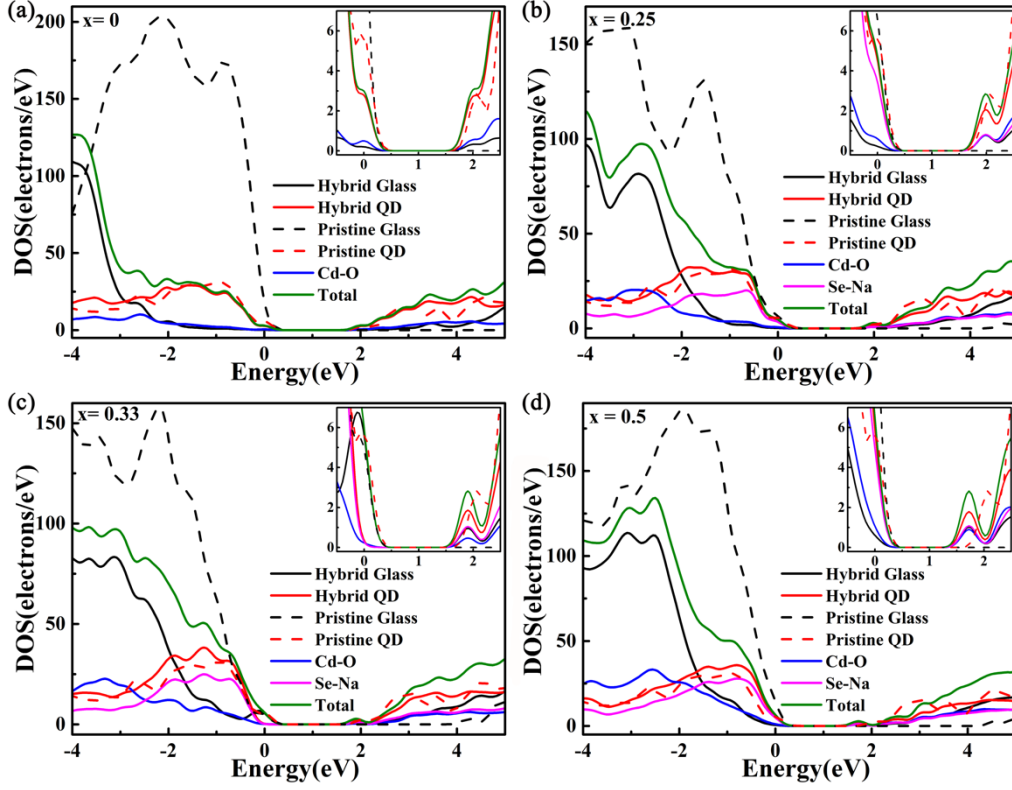 (a)
x= 0
DOS(electrons/eV)
200
150
100
50
0
-4 -2 0 2 4
Energy(eV)
6
4
2
0
0 1 2
Hybrid Glass
Hybrid QD
Pristine Glass
Pristine QD
Cd-O
Total
(b)
x = 0.25
DOS(electrons/eV)
150
100
50
0
-4 -2 0 2 4
Energy(eV)
6
4
2
0
0 1 2
Hybrid Glass
Hybrid QD
Pristine Glass
Pristine QD
Cd-O
Se-Na
Total
(c)
x= 0.33
DOS(electrons/eV)
150
100
50
0
-4 -2 0 2 4
Energy(eV)
6
4
2
0
0 1 2
Hybrid Glass
Hybrid QD
Pristine Glass
Pristine QD
Cd-O
Se-Na
Total
(d)
x = 0.5
DOS(electrons/eV)
150
100
50
0
-4 -2 0 2 4
Energy(eV)
6
4
2
0
0 1 2
Hybrid Glass
Hybrid QD
Pristine Glass
Pristine QD
Cd-O
Se-Na
Total